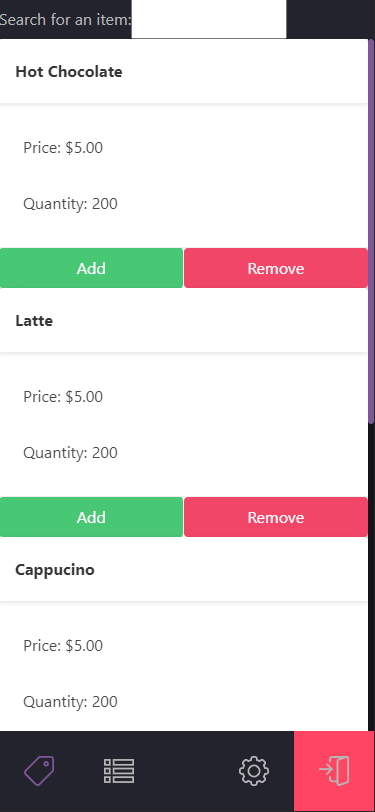 Search for an item:
Hot Chocolate
Price: $5.00
Quantity: 200
Add Remove
Latte
Price: $5.00
Quantity: 200
Add Remove
Cappucino
Price: $5.00
Quantity: 200